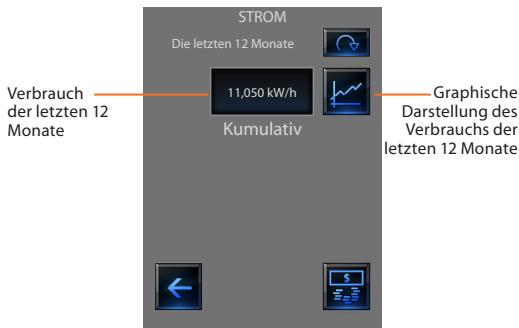 STROM
Die letzten 12 Monate
11,050 kW/h
Kumulativ
Verbrauch
der letzten 12
Monate
Graphische
Darstellung des
Verbrauchs der
letzten 12 Monate
$